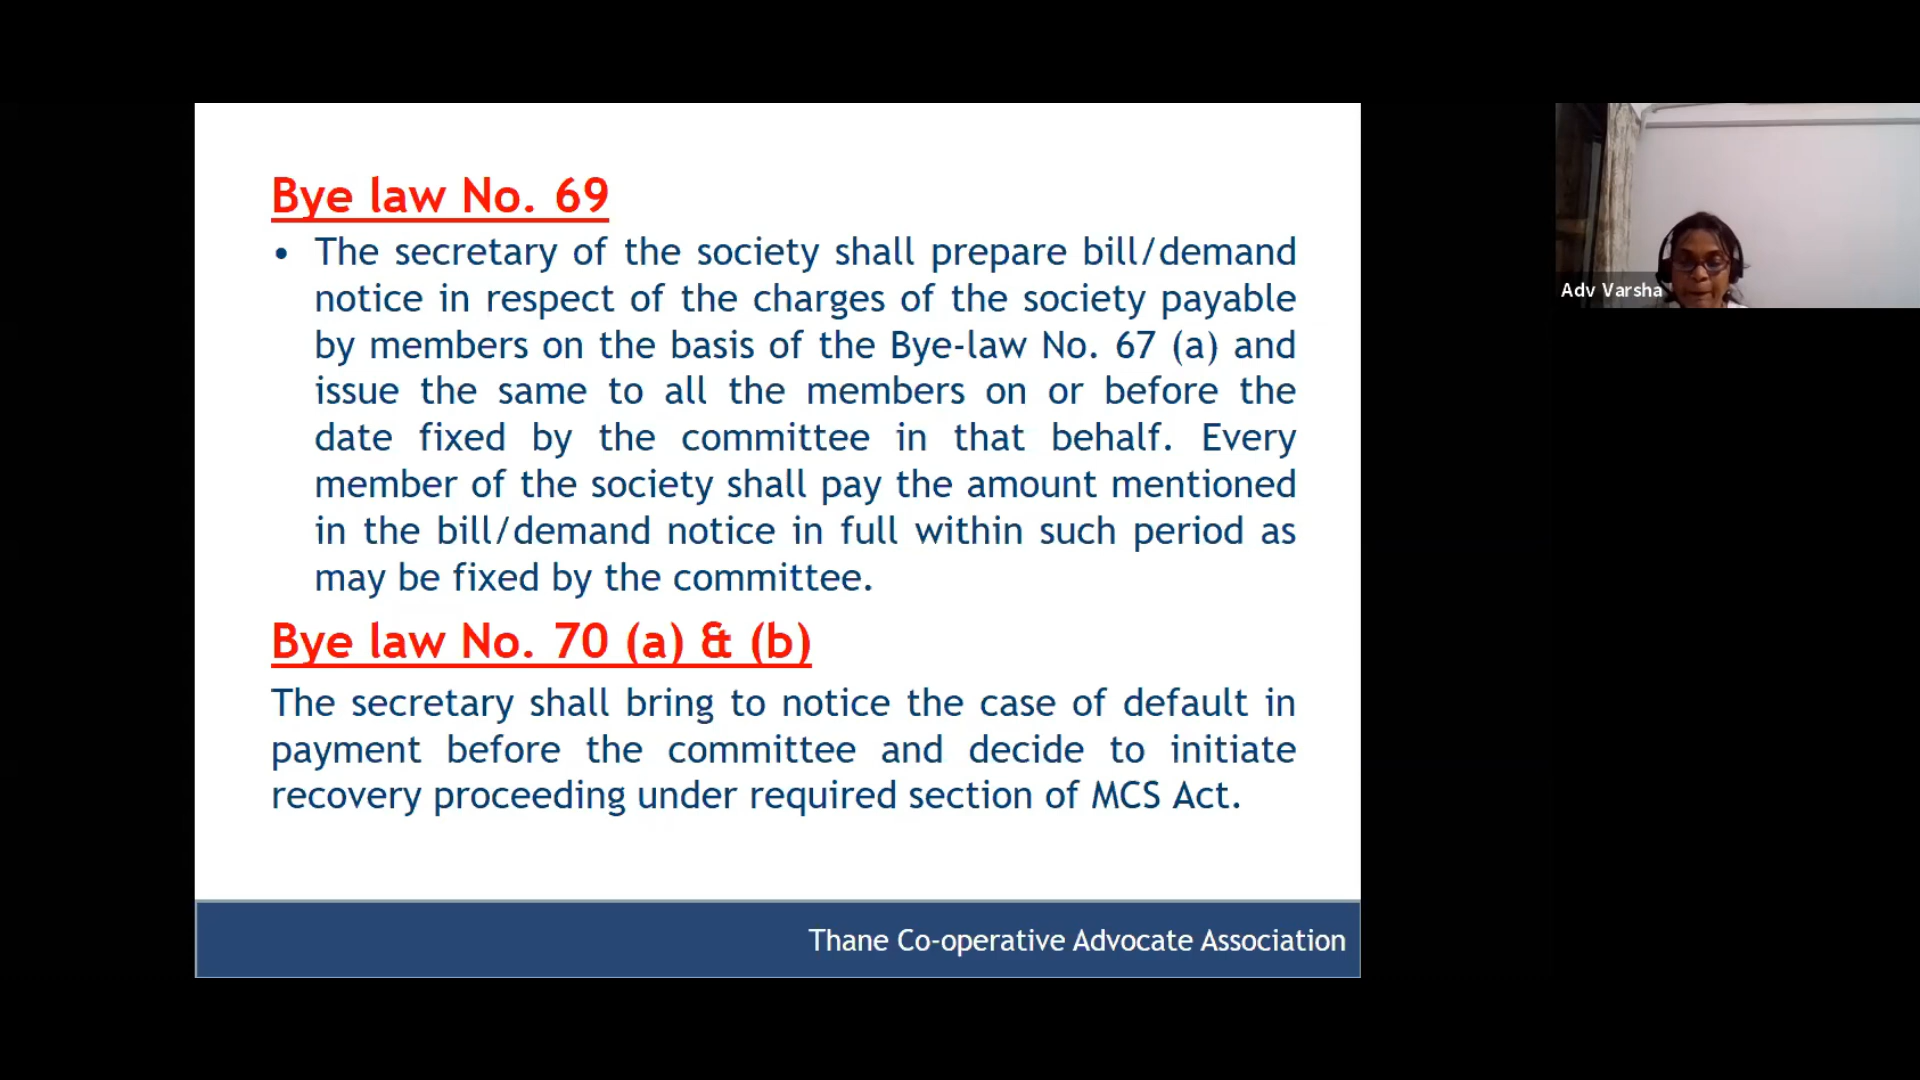 Bye law No. 69
• The secretary of the society shall prepare bill/demand
notice in respect of the charges of the society payable
by members on the basis of the Bye-law No. 67 (a) and
issue the same to all the members on or before the
date fixed by the committee in that behalf. Every
member of the society shall pay the amount mentioned
in the bill/demand notice in full within such period as
may be fixed by the committee.
Bye law No. 70 (a) & (b)
The secretary shall bring to notice the case of default in
payment before the committee and decide to initiate
recovery proceeding under required section of MCS Act.
Thane Co-operative Advocate Association
Adv Varsha